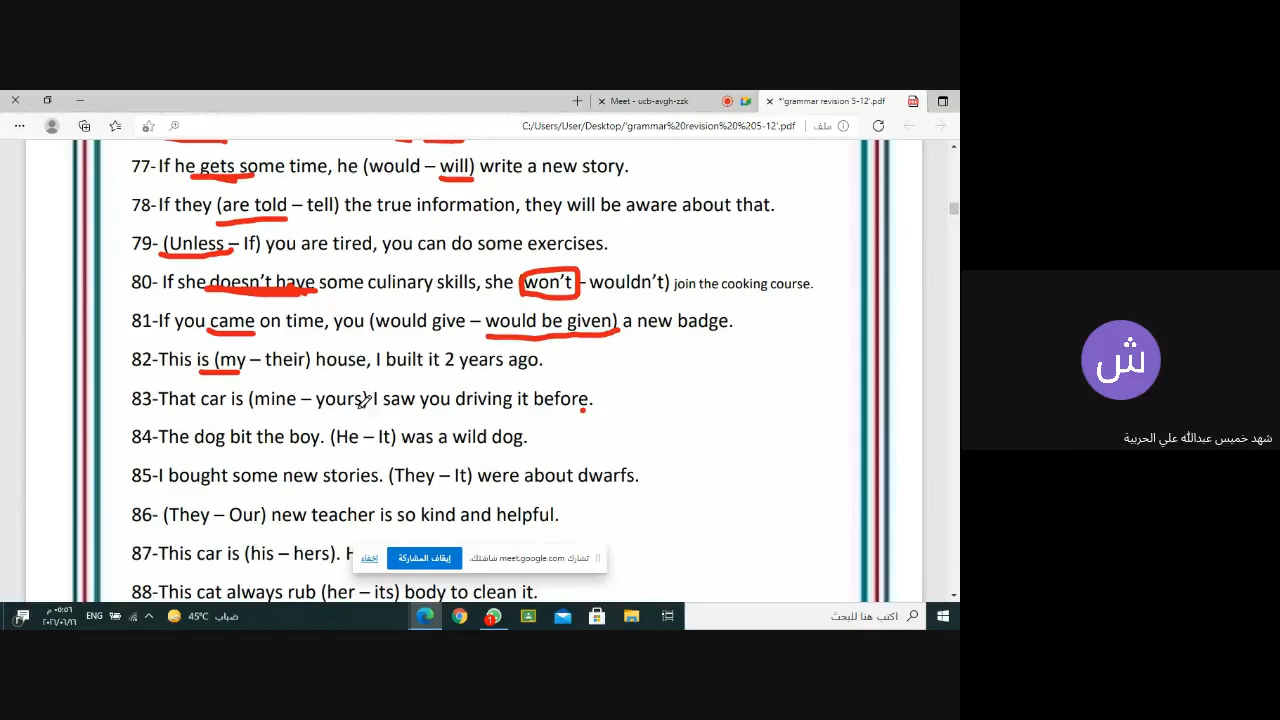 Meet - ucb-avgh-zzk
*'grammar revision 5-12'.pdf
C:/Users/User/Desktop/'grammar%20revision%20%205-12'.pdf
ملف
77-If he gets some time, he (would – will) write a new story.
78-If they (are told – tell) the true information, they will be aware about that.
79- (Unless – If) you are tired, you can do some exercises.
80- If she doesn't have some culinary skills, she (won't – wouldn't) join the cooking course.
81-If you came on time, you (would give – would be given) a new badge.
82-This is (my – their) house, I built it 2 years ago.
83-That car is (mine – yours) I saw you driving it before.
84-The dog bit the boy. (He – It) was a wild dog.
85-I bought some new stories. (They – It) were about dwarfs.
86- (They – Our) new teacher is so kind and helpful.
87-This car is (his – hers). H
تشارك meet.google.com شاشتك.
إيقاف المشاركة
إخفاء
88-This cat always rub (her – its) body to clean it.
ش
شهد خميس عبدالله علي الحربية
اكتب هنا للبحث
1
ضباب 45°C
ENG
٠٥:٥٦ م